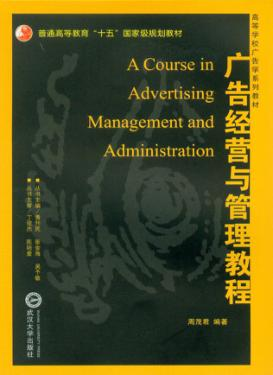 普通高等教育“十五”国家级规划教材
高等学校广告学系列教材
A Course in
Advertising
Management and
Administration
广告经营与管理教程
周茂君 编著
武汉大学出版社